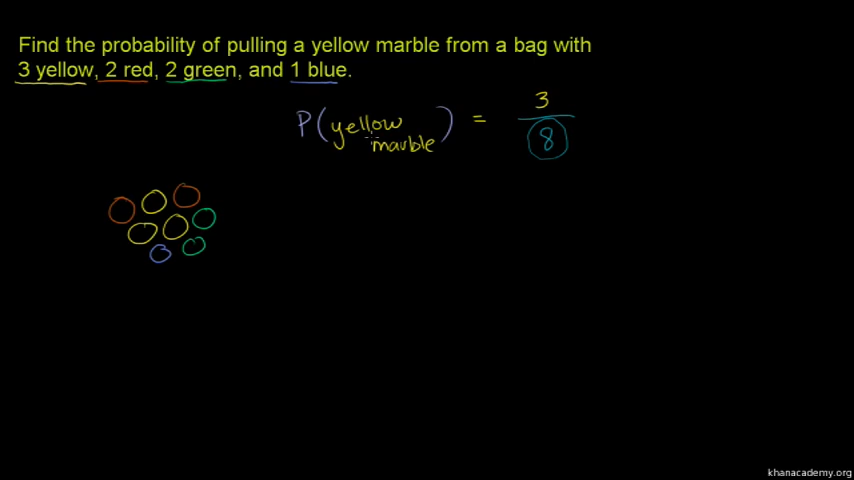 Find the probability of pulling a yellow marble from a bag with
3 yellow, 2 red, 2 green, and 1 blue.
P(yellow marble) = 3/8
khanacademy.org